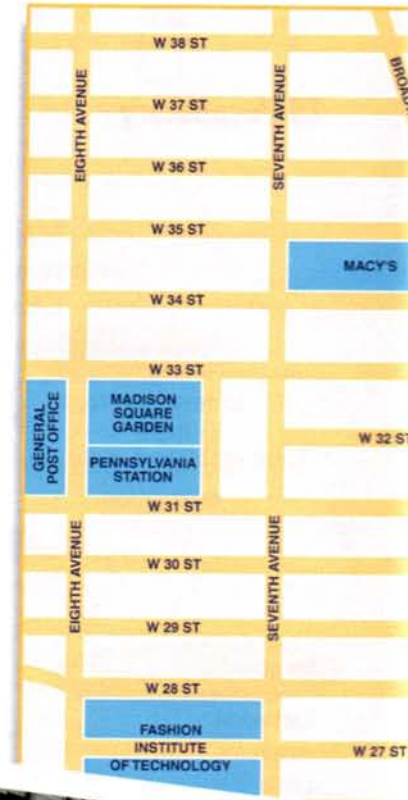 W 38 ST
BROAD
EIGHTH AVENUE
SEVENTH AVENUE
W 37 ST
W 36 ST
W 35 ST
MACY'S
W 34 ST
W 33 ST
GENERAL
POST OFFICE
MADISON
SQUARE
GARDEN
W 32 ST
PENNSYLVANIA
STATION
W 31 ST
EIGHTH AVENUE
SEVENTH AVENUE
W 30 ST
W 29 ST
W 28 ST
FASHION
INSTITUTE
OF TECHNOLOGY
W 27 ST